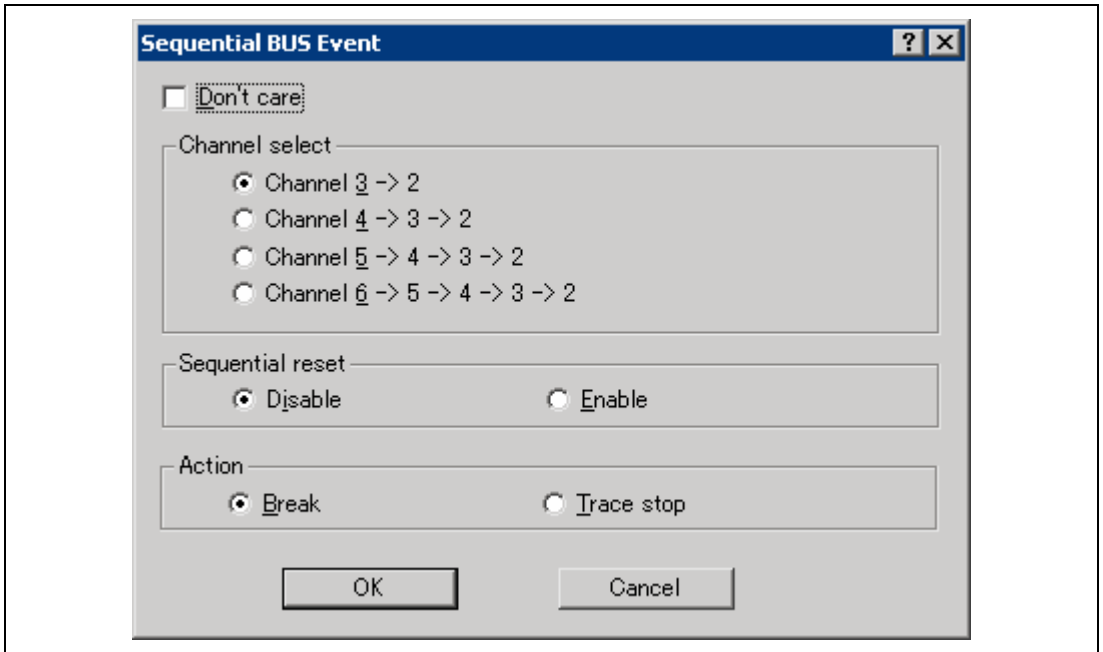 Sequential BUS Event
Don't care
Channel select
Channel 3 -> 2
Channel 4 -> 3 -> 2
Channel 5 -> 4 -> 3 -> 2
Channel 6 -> 5 -> 4 -> 3 -> 2
Sequential reset
Disable Enable
Action
Break Trace stop
OK Cancel